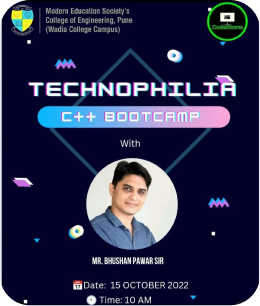 Modern Education Society's
College of Engineering, Pune
(Wadia College Campus)
TECHNOPHILIA
C++ BOOTCAMP
With
MR. BHUSHAN PAWAR SIR
Date: 15 OCTOBER 2022
Time: 10 AM